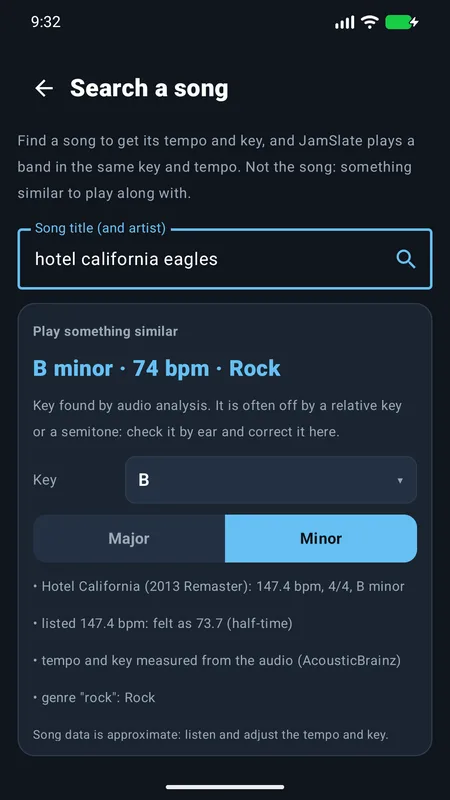 9:32
Search a song
Find a song to get its tempo and key, and JamSlate plays a
band in the same key and tempo. Not the song: something
similar to play along with.
Song title (and artist)
hotel california eagles
Play something similar
B minor · 74 bpm · Rock
Key found by audio analysis. It is often off by a relative key
or a semitone: check it by ear and correct it here.
Key
B
Major
Minor
• Hotel California (2013 Remaster): 147.4 bpm, 4/4, B minor
• listed 147.4 bpm: felt as 73.7 (half-time)
• tempo and key measured from the audio (AcousticBrainz)
• genre "rock": Rock
Song data is approximate: listen and adjust the tempo and key.